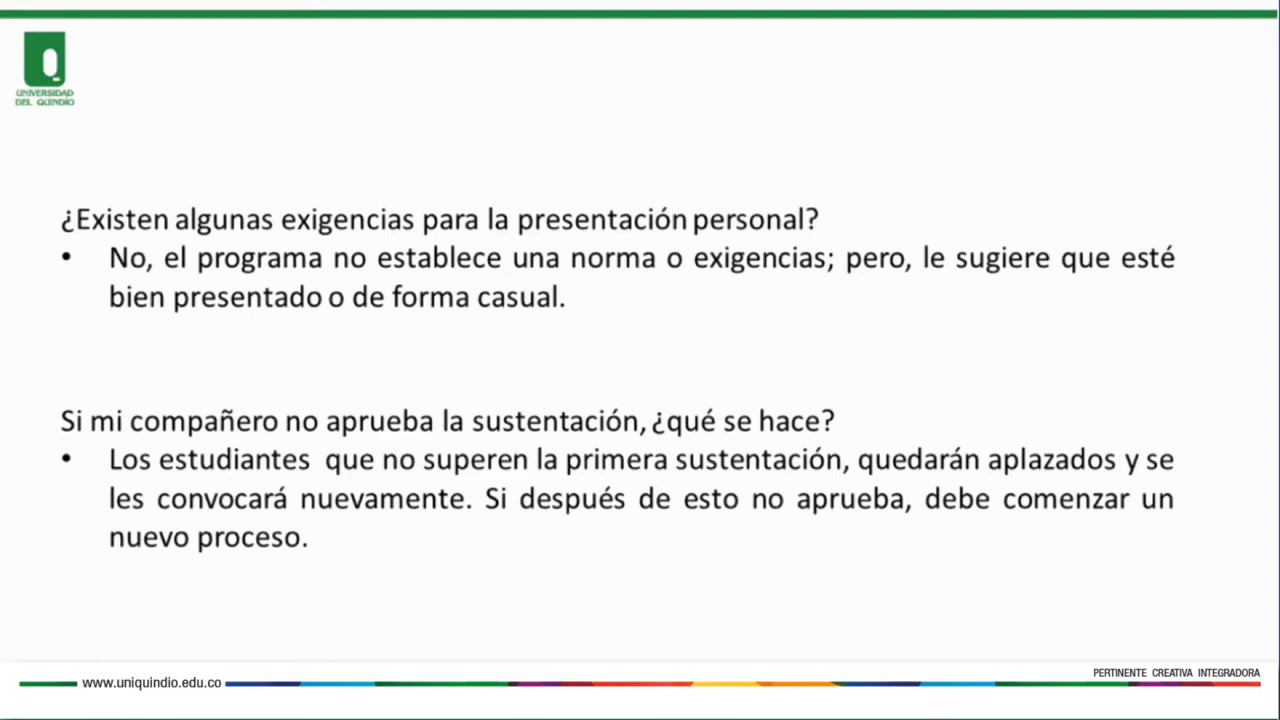 UNIVERSIDAD
DEL QUINDÍO
¿Existen algunas exigencias para la presentación personal?
• No, el programa no establece una norma o exigencias; pero, le sugiere que esté
bien presentado o de forma casual.
Si mi compañero no aprueba la sustentación, ¿qué se hace?
• Los estudiantes que no superen la primera sustentación, quedarán aplazados y se
les convocará nuevamente. Si después de esto no aprueba, debe comenzar un
nuevo proceso.
PERTINENTE CREATIVA INTEGRADORA
www.uniquindio.edu.co